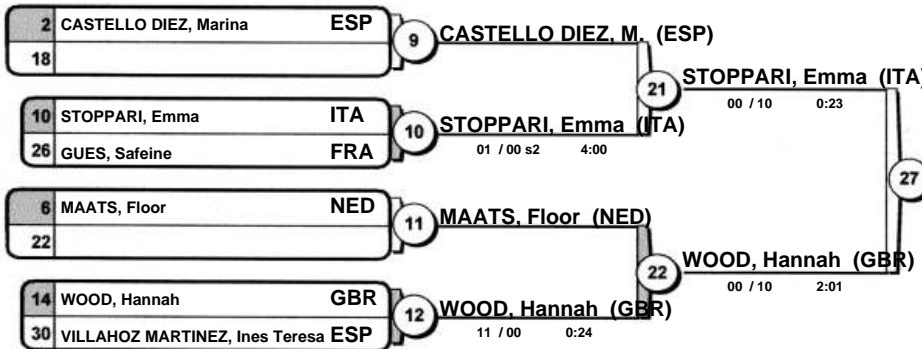 2 CASTELLO DIEZ, Marina ESP
18
9 CASTELLO DIEZ, M. (ESP)
10 STOPPARI, Emma ITA
26 GUES, Safeine FRA
10 STOPPARI, Emma (ITA)
01 / 00 s2 4:00
21 STOPPARI, Emma (ITA)
00 / 10 0:23
6 MAATS, Floor NED
22
11 MAATS, Floor (NED)
14 WOOD, Hannah GBR
30 VILLAHOZ MARTINEZ, Ines Teresa ESP
12 WOOD, Hannah (GBR)
11 / 00 0:24
22 WOOD, Hannah (GBR)
00 / 10 2:01
27